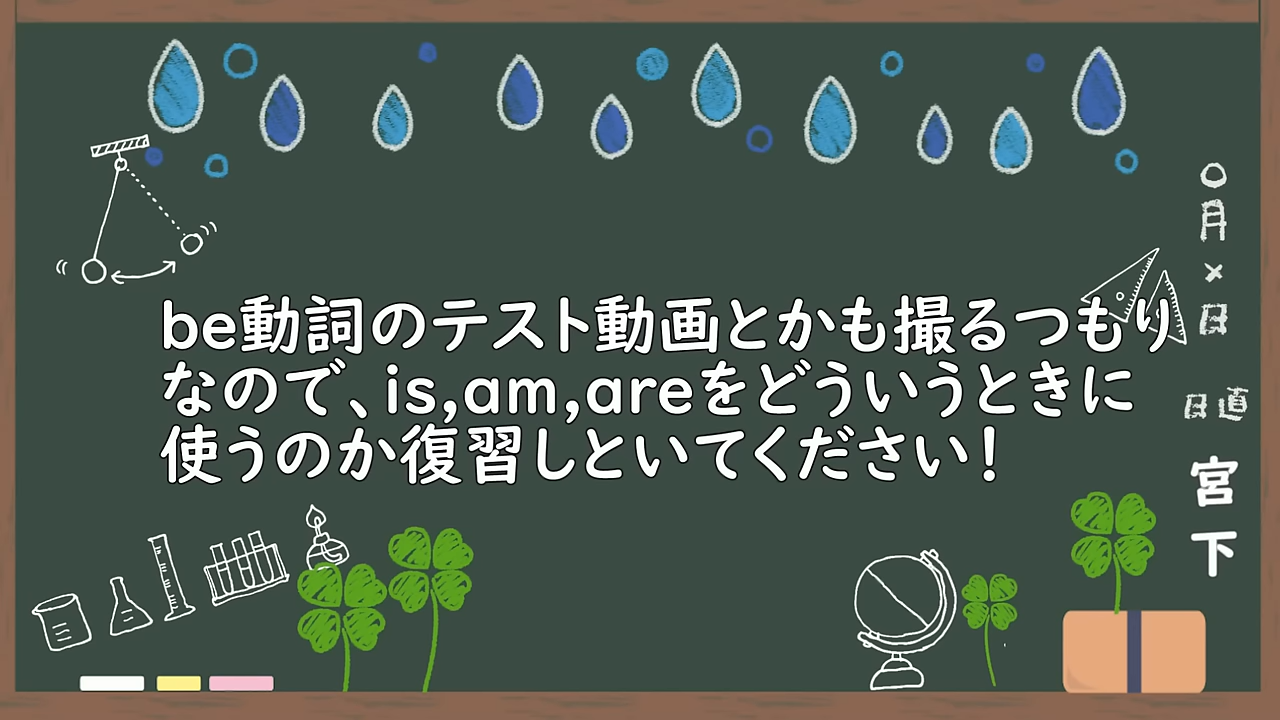 be動詞のテスト動画とかも撮るつもり
なので、is,am,areをどういうときに
使うのか復習しといてください！
〇月×日
日直
宮下